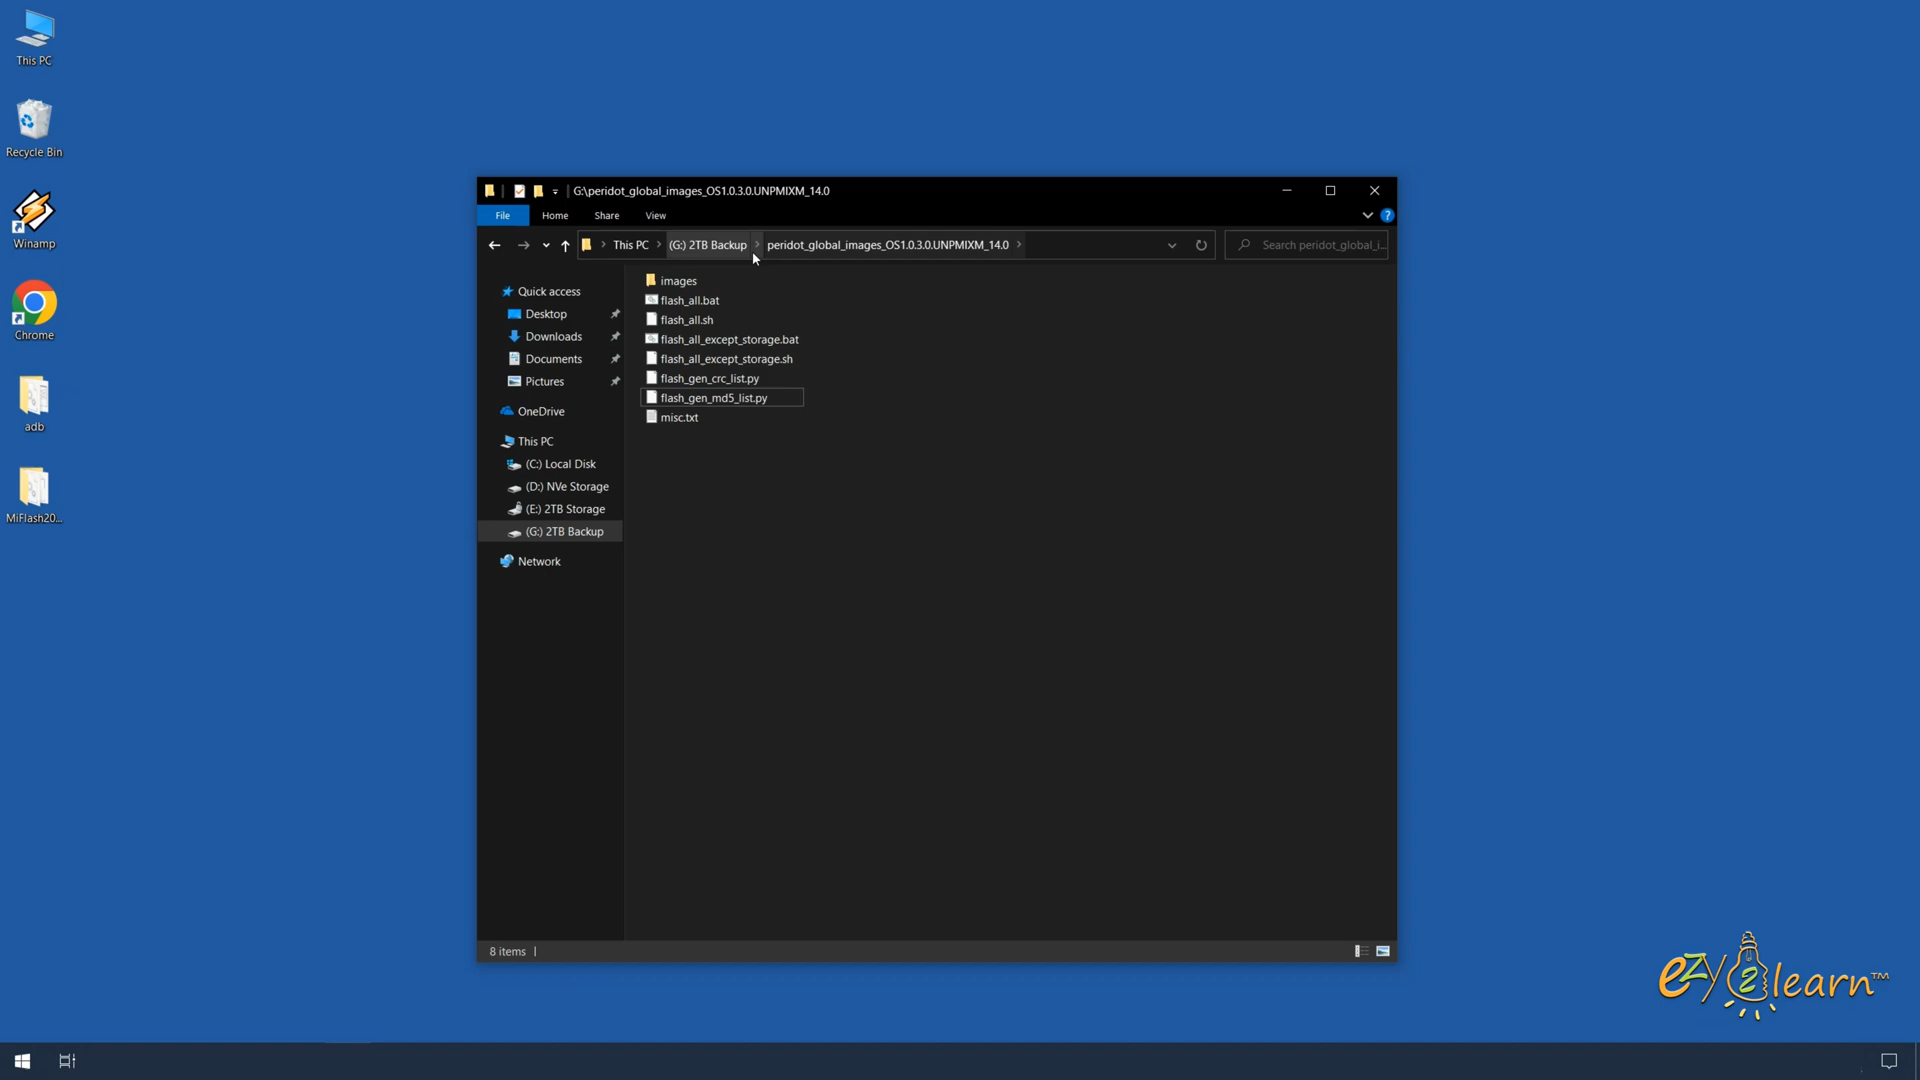 This PC
Recycle Bin
Winamp
Chrome
adb
MiFlash20...
G:\peridot_global_images_OS1.0.3.0.UNPMIXM_14.0
File Home Share View
This PC (G:) 2TB Backup peridot_global_images_OS1.0.3.0.UNPMIXM_14.0 Search peridot_global_i...
Quick access
Desktop
Downloads
Documents
Pictures
OneDrive
This PC
(C:) Local Disk
(D:) NVe Storage
(E:) 2TB Storage
(G:) 2TB Backup
Network
images
flash_all.bat
flash_all.sh
flash_all_except_storage.bat
flash_all_except_storage.sh
flash_gen_crc_list.py
flash_gen_md5_list.py
misc.txt
8 items
ezy2learn™